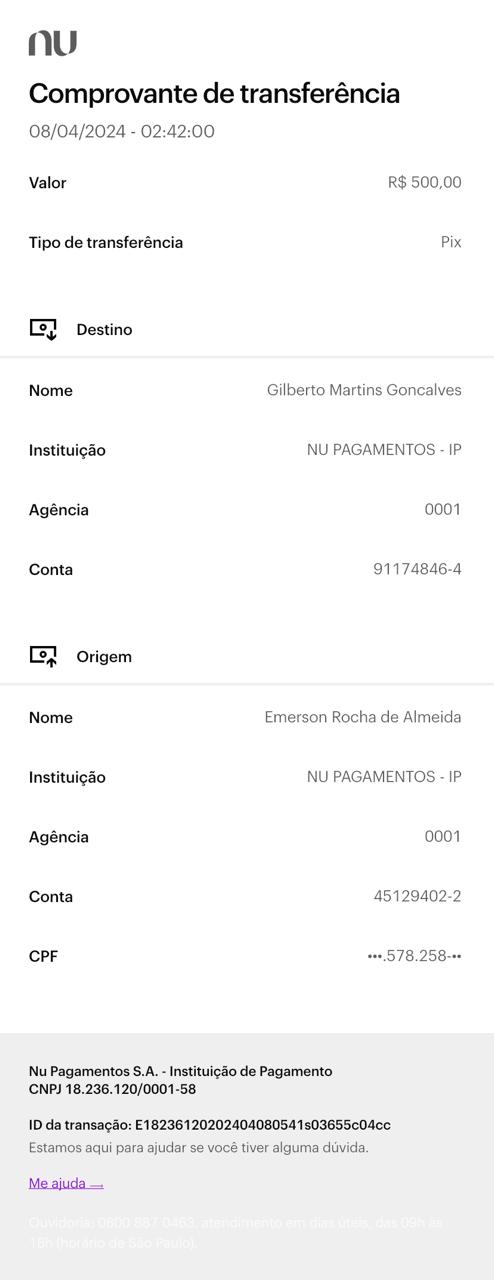 nu
Comprovante de transferência
08/04/2024 - 02:42:00
Valor R$ 500,00
Tipo de transferência Pix
Destino
Nome Gilberto Martins Goncalves
Instituição NU PAGAMENTOS - IP
Agência 0001
Conta 91174846-4
Origem
Nome Emerson Rocha de Almeida
Instituição NU PAGAMENTOS - IP
Agência 0001
Conta 45129402-2
CPF •••.578.258-••
Nu Pagamentos S.A. - Instituição de Pagamento
CNPJ 18.236.120/0001-58
ID da transação: E18236120202404080541s03655c04cc
Estamos aqui para ajudar se você tiver alguma dúvida.
Me ajuda →
Ouvidoria: 0800 887 0463, atendimento em dias úteis, das 09h às
18h (horário de São Paulo).